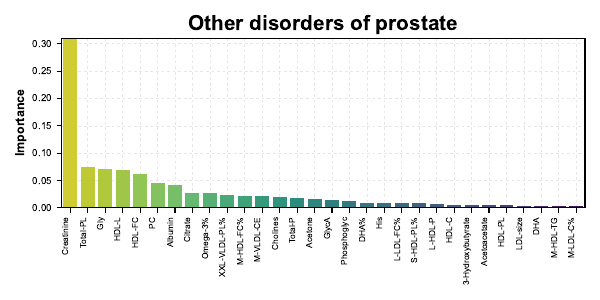 Other disorders of prostate
Importance
0.30
0.25
0.20
0.15
0.10
0.05
0.00
Creatinine
Total-PL
Gly
HDL-L
HDL-FC
PC
Albumin
Citrate
Omega-3%
XXL-VLDL-PL%
M-HDL-FC%
M-VLDL-CE
Cholines
Total-P
Acetone
GlycA
Phosphoglyc
DHA%
His
L-LDL-FC%
S-HDL-PL%
L-HDL-P
HDL-C
3-Hydroxybutyrate
Acetoacetate
HDL-PL
LDL-size
DHA
M-HDL-TG
M-LDL-C%